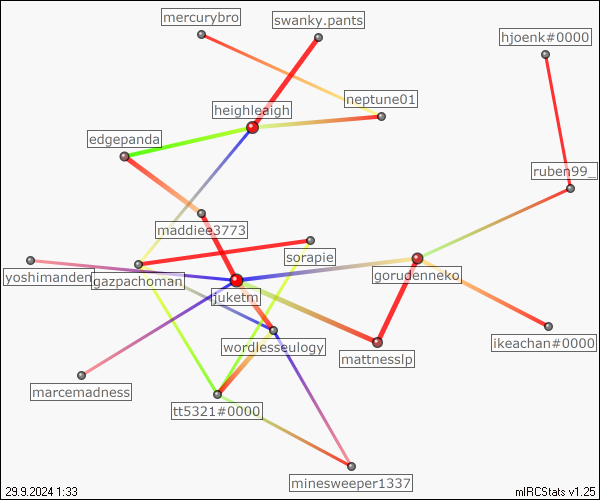 mercurybro
swanky.pants
hjoenk#0000
neptune01
heighleaigh
edgepanda
ruben99_
maddiee3773
sorapie
yoshimanden
gazpachoman
gorudenneko
juketn
wordlesseulogy
ikeachan#0000
mattnesslp
marcemadness
tt5321#0000
minesweeper1337
29.9.2024 1:33
mIRCStats v1.25